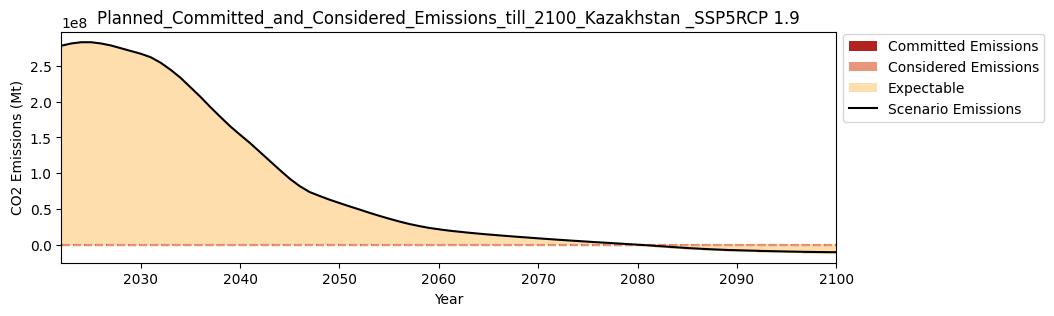 Planned_Committed_and_Considered_Emissions_till_2100_Kazakhstan _SSP5RCP 1.9
1e8
Committed Emissions
Considered Emissions
Expectable
Scenario Emissions
CO2 Emissions (Mt)
2.5
2.0
1.5
1.0
0.5
0.0
2030 2040 2050 2060 2070 2080 2090 2100
Year